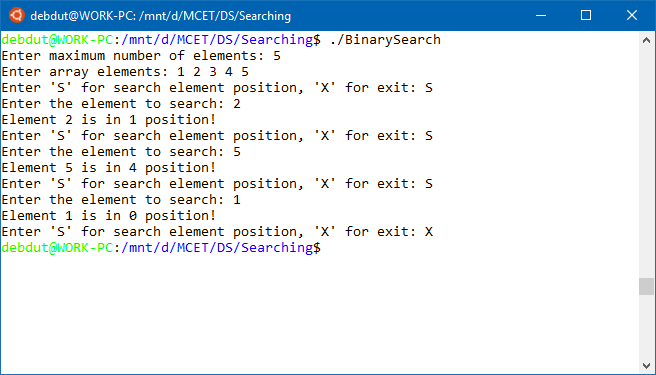 debdut@WORK-PC: /mnt/d/MCET/DS/Searching
debdut@WORK-PC:/mnt/d/MCET/DS/Searching$ ./BinarySearch
Enter maximum number of elements: 5
Enter array elements: 1 2 3 4 5
Enter 'S' for search element position, 'X' for exit: S
Enter the element to search: 2
Element 2 is in 1 position!
Enter 'S' for search element position, 'X' for exit: S
Enter the element to search: 5
Element 5 is in 4 position!
Enter 'S' for search element position, 'X' for exit: S
Enter the element to search: 1
Element 1 is in 0 position!
Enter 'S' for search element position, 'X' for exit: X
debdut@WORK-PC:/mnt/d/MCET/DS/Searching$